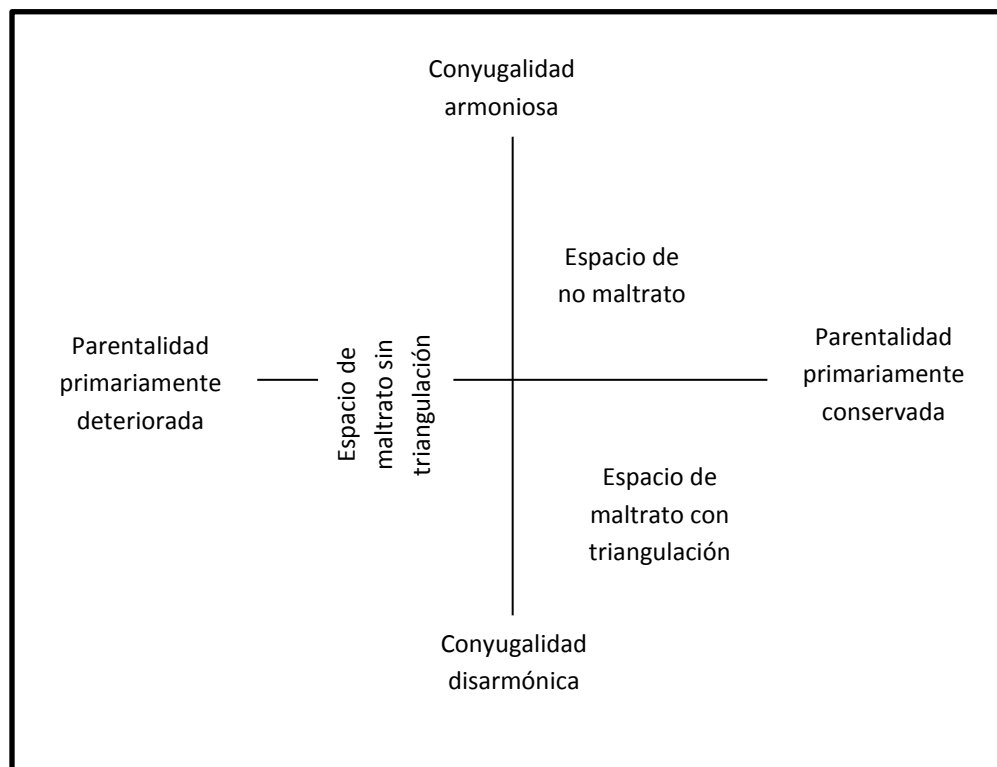 Conyugalidad
armoniosa
Espacio de
no maltrato
Parentalidad
primariamente
deteriorada
Espacio de
maltrato sin
triangulación
Parentalidad
primariamente
conservada
Espacio de
maltrato con
triangulación
Conyugalidad
disarmónica